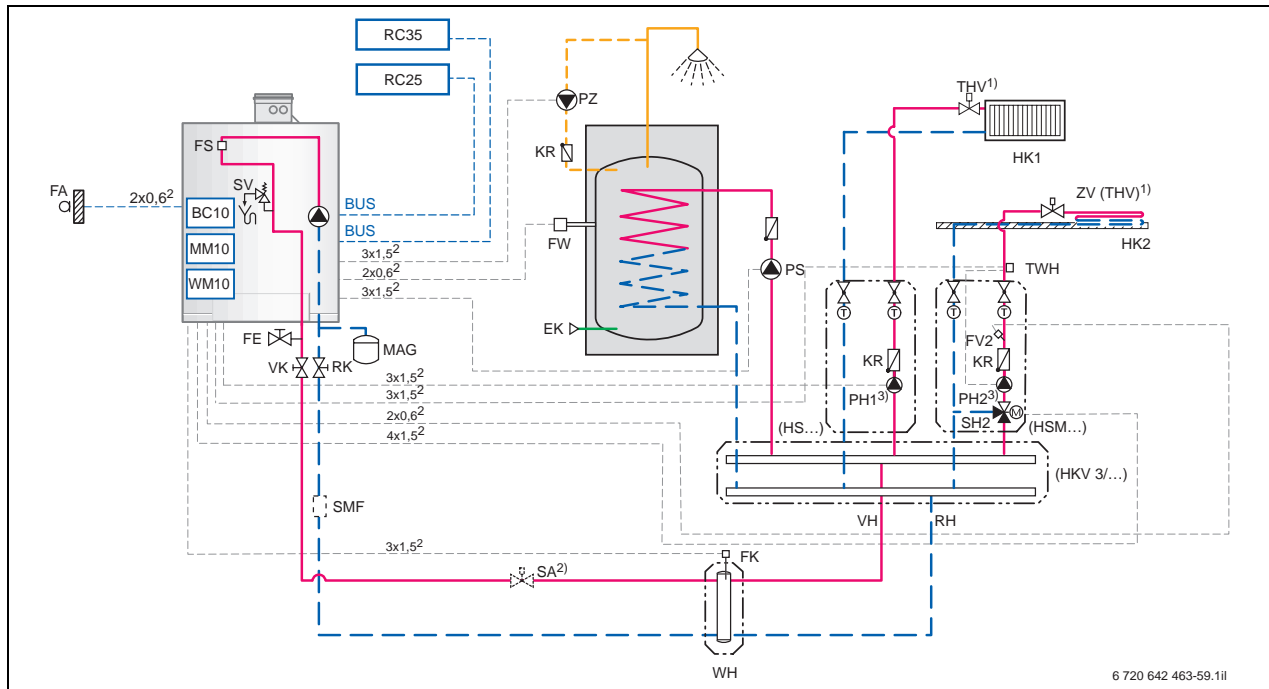 RC35
RC25
THV¹⁾
PZ
HK1
FS
KR
FA
2x0,6²
SV
BUS
ZV (THV)¹⁾
BC10
BUS
MM10
3x1,5²
FW
HK2
WM10
2x0,6²
PS
TWH
3x1,5²
T
T
T
T
EK
FE
MAG
FV2
VK
RK
KR
KR
3x1,5²
3x1,5²
PH1³⁾
PH2³⁾
2x0,6²
M
4x1,5²
(HS...)
SH2
(HSM...)
(HKV 3/...)
SMF
VH
RH
3x1,5²
FK
SA²⁾
WH
6 720 642 463-59.1il